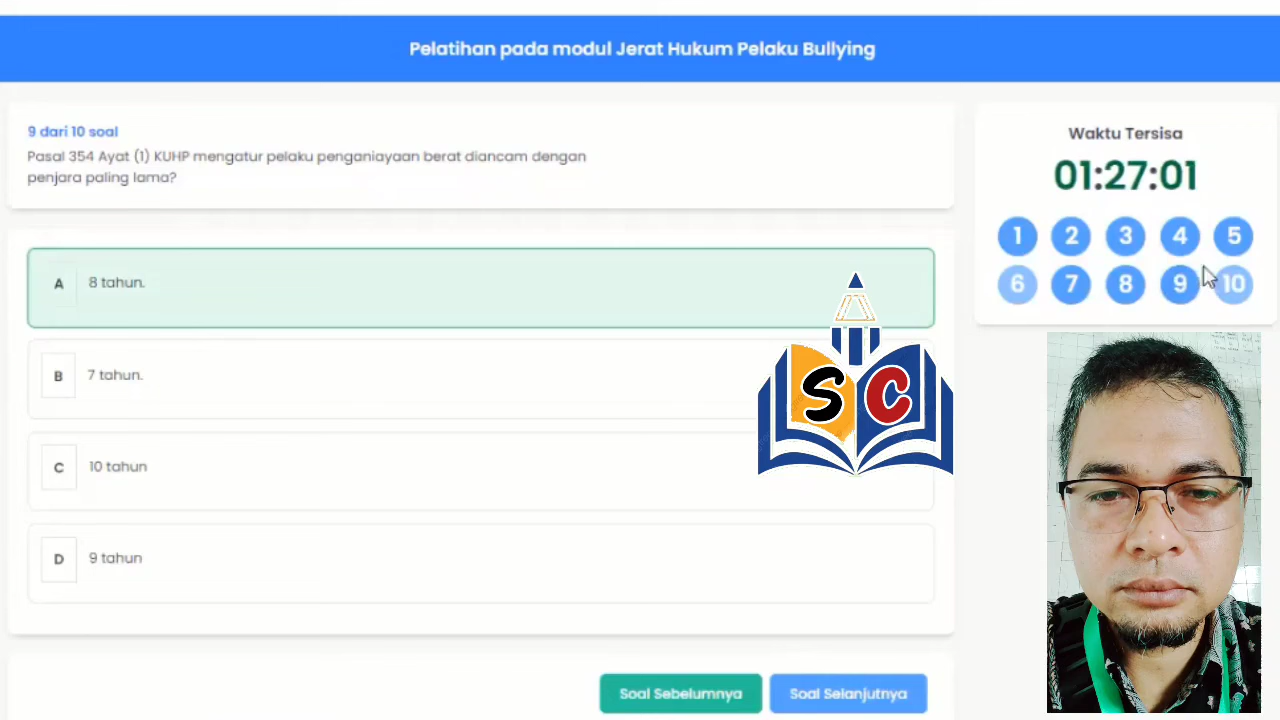 Pelatihan pada modul Jerat Hukum Pelaku Bullying
9 dari 10 soal
Pasal 354 Ayat (1) KUHP mengatur pelaku penganiayaan berat diancam dengan
penjara paling lama?
A 8 tahun.
B 7 tahun.
C 10 tahun
D 9 tahun
Soal Sebelumnya Soal Selanjutnya
Waktu Tersisa
01:27:01
1 2 3 4 5
6 7 8 9 10
S C